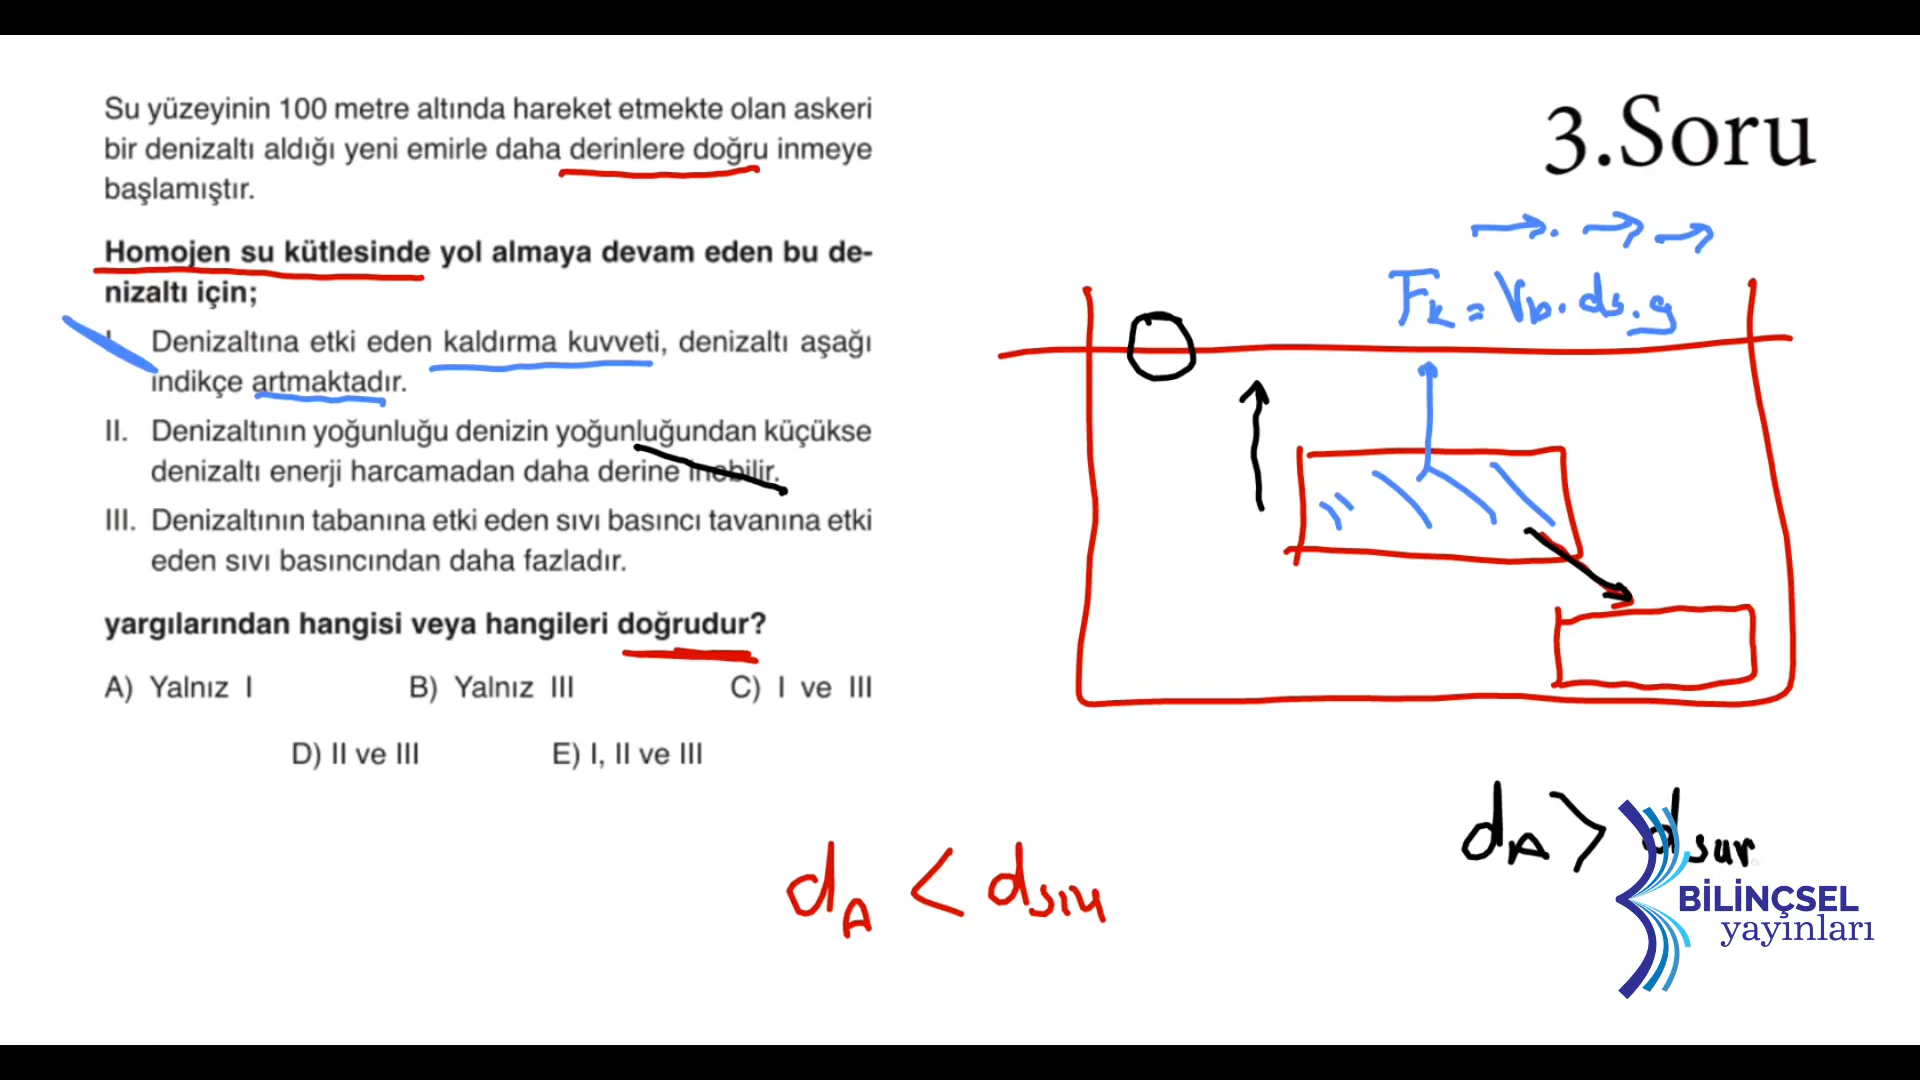 3.Soru
Su yüzeyinin 100 metre altında hareket etmekte olan askeri
bir denizaltı aldığı yeni emirle daha derinlere doğru inmeye
başlamıştır.
Homojen su kütlesinde yol almaya devam eden bu de-
nizaltı için;
I. Denizaltına etki eden kaldırma kuvveti, denizaltı aşağı
indikçe artmaktadır.
II. Denizaltının yoğunluğu denizin yoğunluğundan küçükse
denizaltı enerji harcamadan daha derine inebilir.
III. Denizaltının tabanına etki eden sıvı basıncı tavanına etki
eden sıvı basıncından daha fazladır.
yargılarından hangisi veya hangileri doğrudur?
A) Yalnız I B) Yalnız III C) I ve III
D) II ve III E) I, II ve III
Fk = Vb. ds. g
dA > dsıvı
dA < dsıvı
BİLİNÇSEL
yayınları